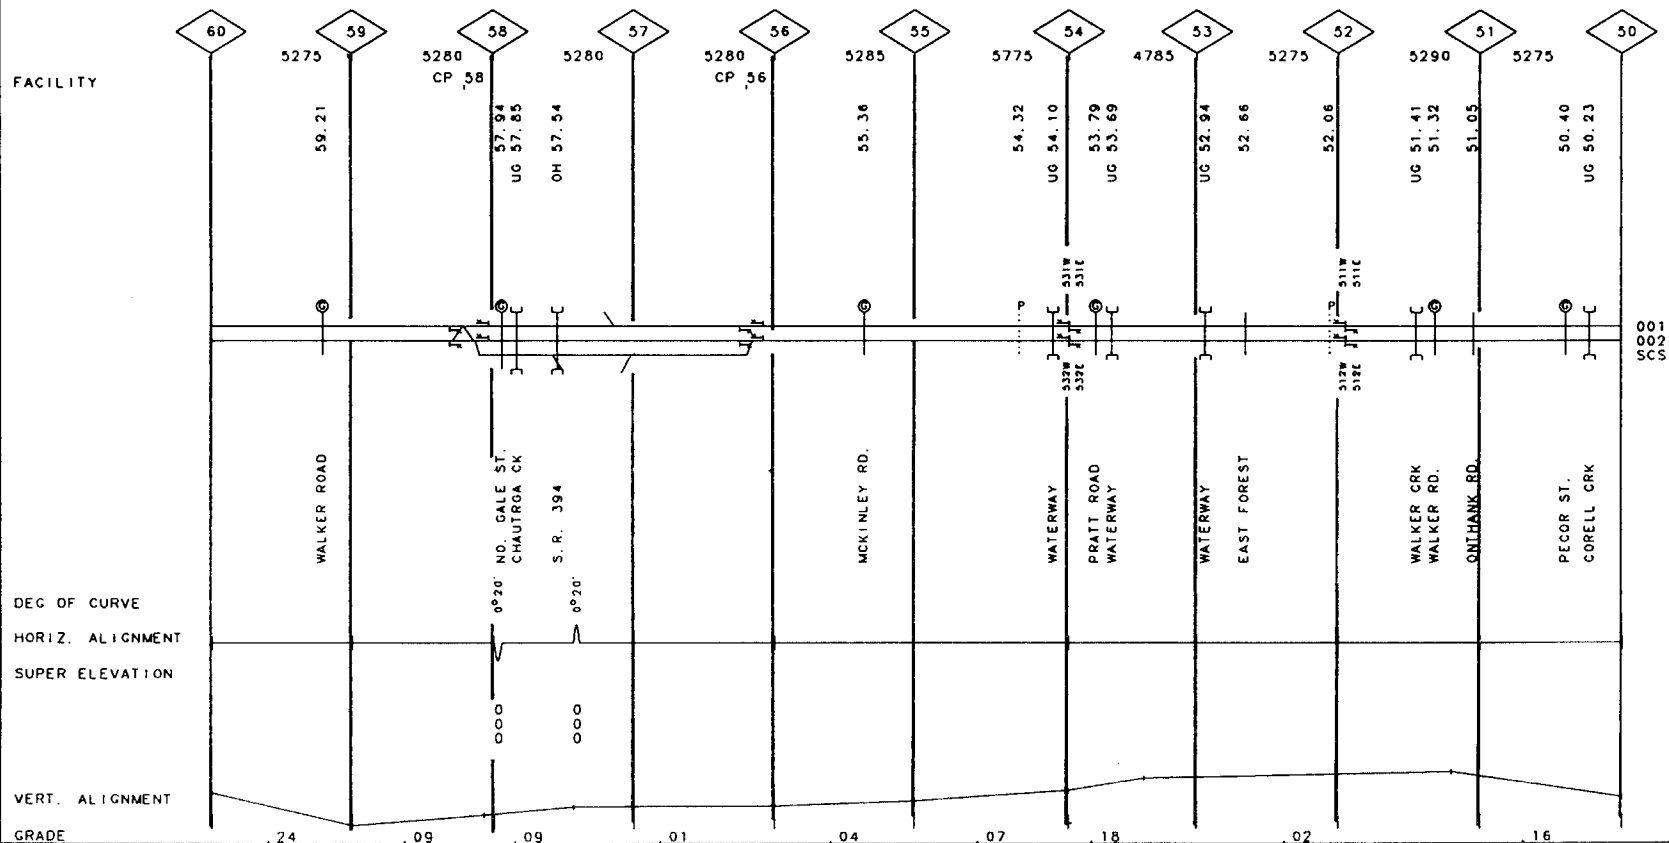 60 59 58 57 56 55 54 53 52 51 50
5275 5280 5280 5280 5285 5775 4785 5275 5290 5275
CP 58 CP 56
FACILITY
59.21
57.94
UG 57.85
OH 57.54
55.36
54.32
UG 54.10
53.79
UG 53.69
UG 52.94
52.66
52.06
UG 51.41
51.32
51.05
50.40
UG 50.23
531W
531E
511W
511E
G G G P G P G G
001
002
SCS
532W
532E
512W
512E
WALKER ROAD
NO. GALE ST.
CHAUTRGA CK
S.R. 394
MCKINLEY RD.
WATERWAY
PRATT ROAD
WATERWAY
WATERWAY
EAST FOREST
WALKER CRK
WALKER RD.
ONTHANK RD.
PECOR ST.
CORELL CRK
DEG OF CURVE
0°20' 0°20'
HORIZ. ALIGNMENT
SUPER ELEVATION
0 0
0 0
0 0
VERT. ALIGNMENT
GRADE .24 .09 .09 .01 .04 .07 .18 .02 .16